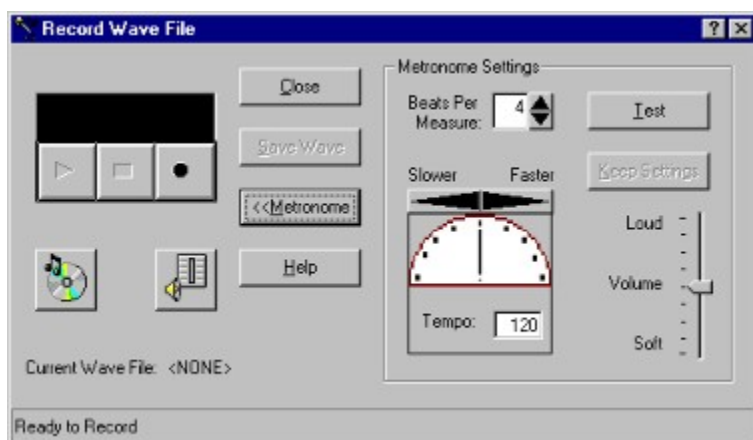 Record Wave File
Close
Save Wave
<<Metronome
Help
Current Wave File: <NONE>
Metronome Settings
Beats Per
Measure:
4
Test
Keep Settings
Slower Faster
Tempo: 120
Loud
Volume
Soft
Ready to Record